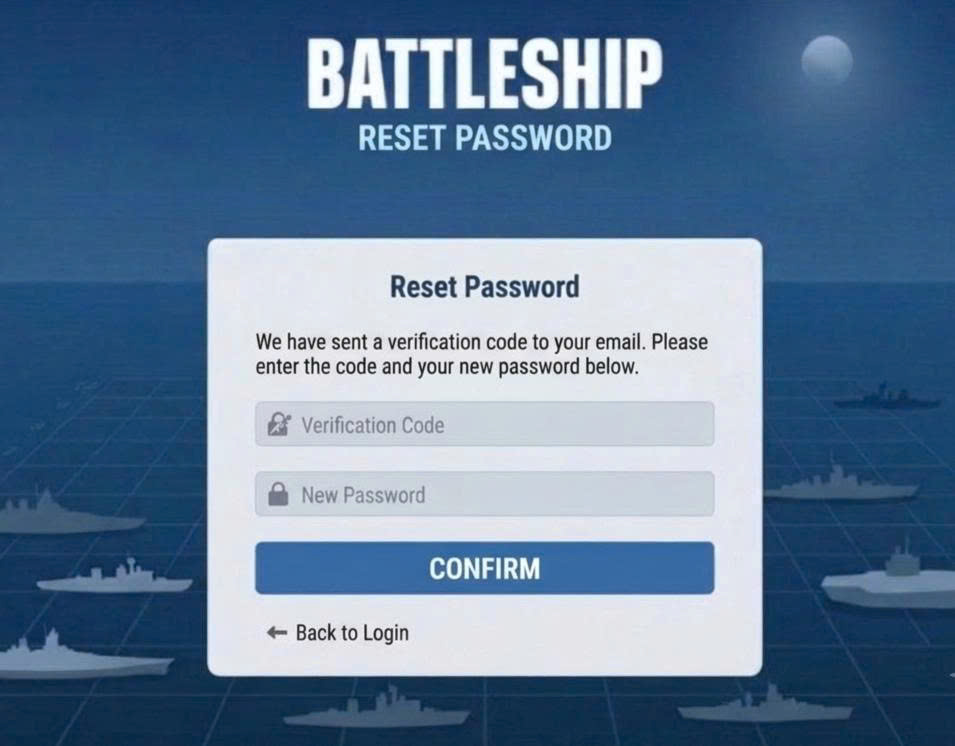 BATTLESHIP
RESET PASSWORD
Reset Password
We have sent a verification code to your email. Please
enter the code and your new password below.
Verification Code
New Password
CONFIRM
Back to Login